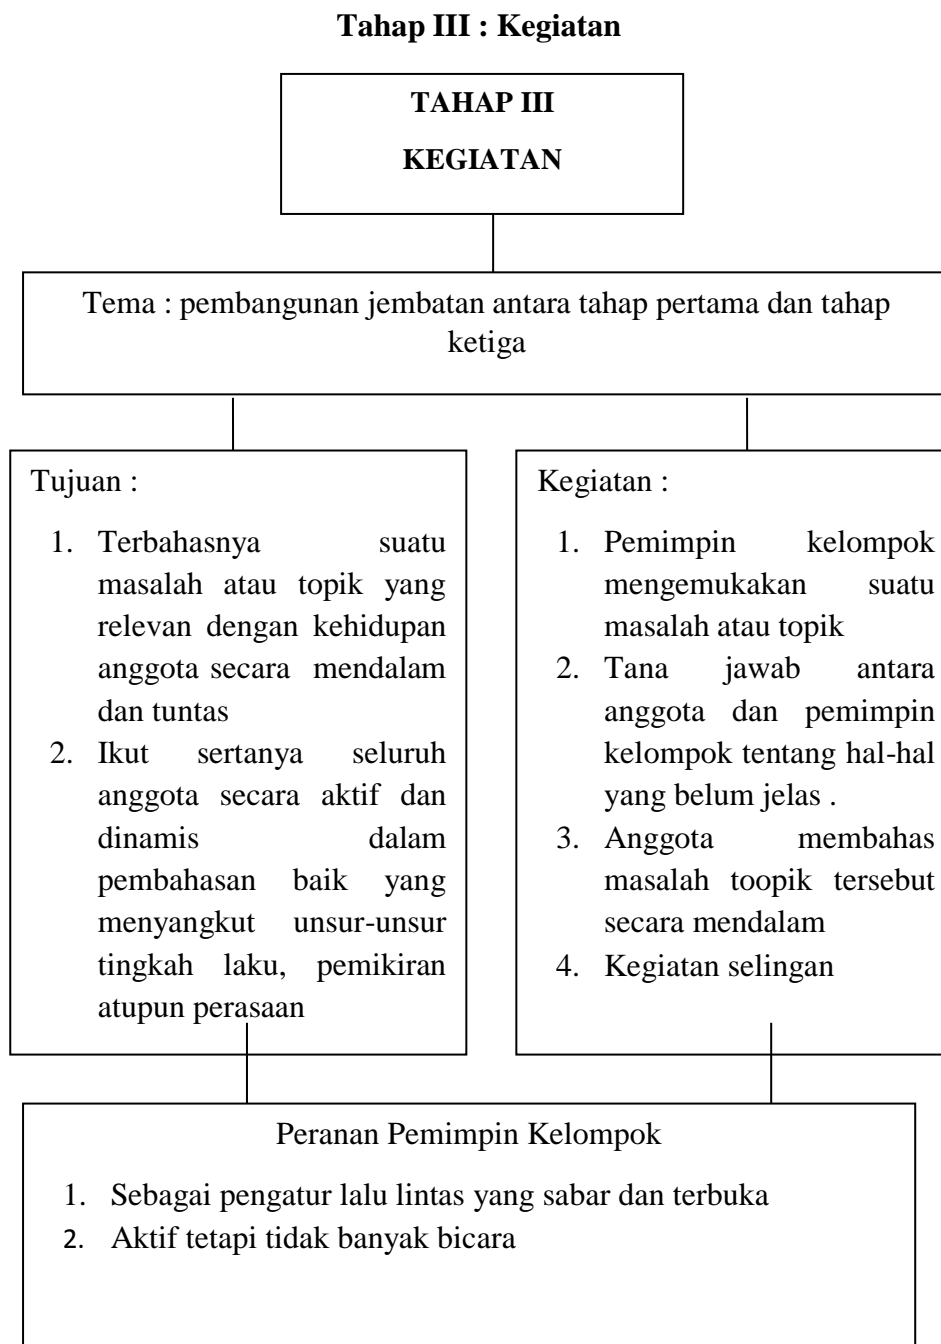 Tahap III : Kegiatan
TAHAP III
KEGIATAN
Tema : pembangunan jembatan antara tahap pertama dan tahap
ketiga
Tujuan :
1. Terbahasnya suatu
masalah atau topik yang
relevan dengan kehidupan
anggota secara mendalam
dan tuntas
2. Ikut sertanya seluruh
anggota secara aktif dan
dinamis dalam
pembahasan baik yang
menyangkut unsur-unsur
tingkah laku, pemikiran
atupun perasaan
Kegiatan :
1. Pemimpin kelompok
mengemukakan suatu
masalah atau topik
2. Tana jawab antara
anggota dan pemimpin
kelompok tentang hal-hal
yang belum jelas .
3. Anggota membahas
masalah toopik tersebut
secara mendalam
4. Kegiatan selingan
Peranan Pemimpin Kelompok
1. Sebagai pengatur lalu lintas yang sabar dan terbuka
2. Aktif tetapi tidak banyak bicara